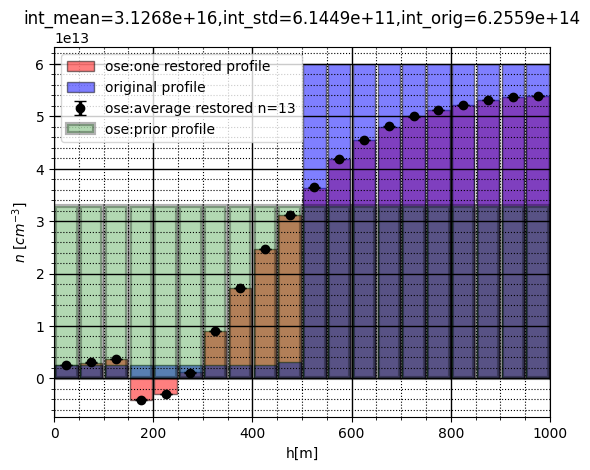 int_mean=3.1268e+16,int_std=6.1449e+11,int_orig=6.2559e+14
1e13
6
5
4
3
2
1
0
ose:one restored profile
original profile
ose:average restored n=13
ose:prior profile
n [cm⁻³]
0 200 400 600 800 1000
h[m]